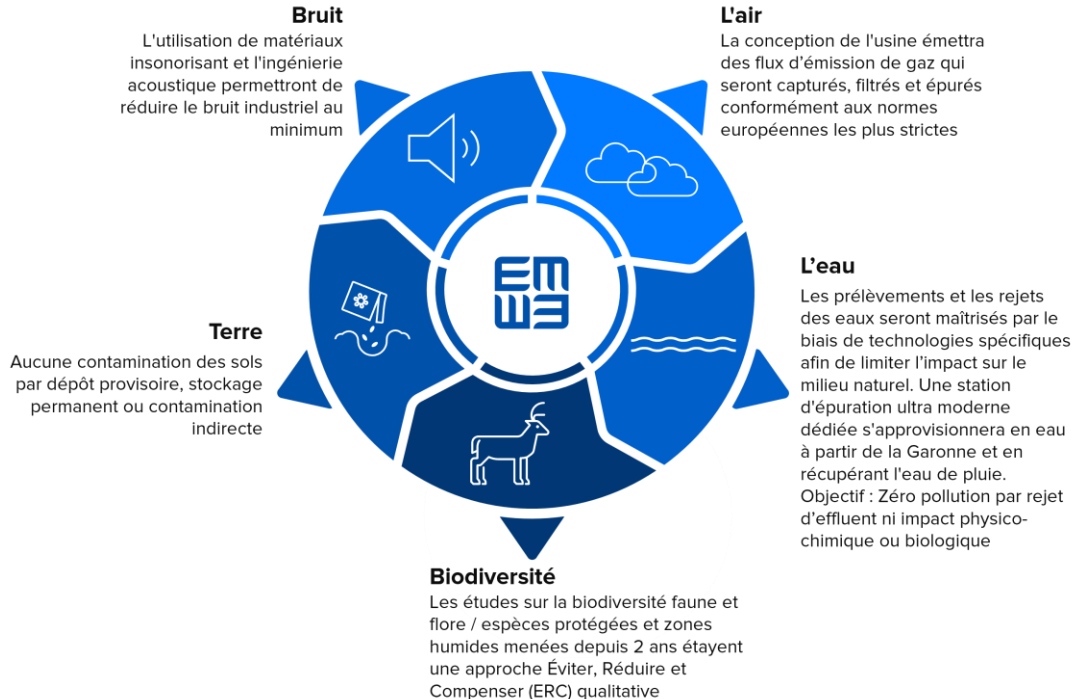 Bruit
L'utilisation de matériaux
insonorisant et l'ingénierie
acoustique permettront de
réduire le bruit industriel au
minimum
L'air
La conception de l'usine émettra
des flux d’émission de gaz qui
seront capturés, filtrés et épurés
conformément aux normes
européennes les plus strictes
L’eau
Les prélèvements et les rejets
des eaux seront maîtrisés par le
biais de technologies spécifiques
afin de limiter l’impact sur le
milieu naturel. Une station
d'épuration ultra moderne
dédiée s'approvisionnera en eau
à partir de la Garonne et en
récupérant l'eau de pluie.
Objectif : Zéro pollution par rejet
d’effluent ni impact physico-
chimique ou biologique
Terre
Aucune contamination des sols
par dépôt provisoire, stockage
permanent ou contamination
indirecte
Biodiversité
Les études sur la biodiversité faune et
flore / espèces protégées et zones
humides menées depuis 2 ans étayent
une approche Éviter, Réduire et
Compenser (ERC) qualitative